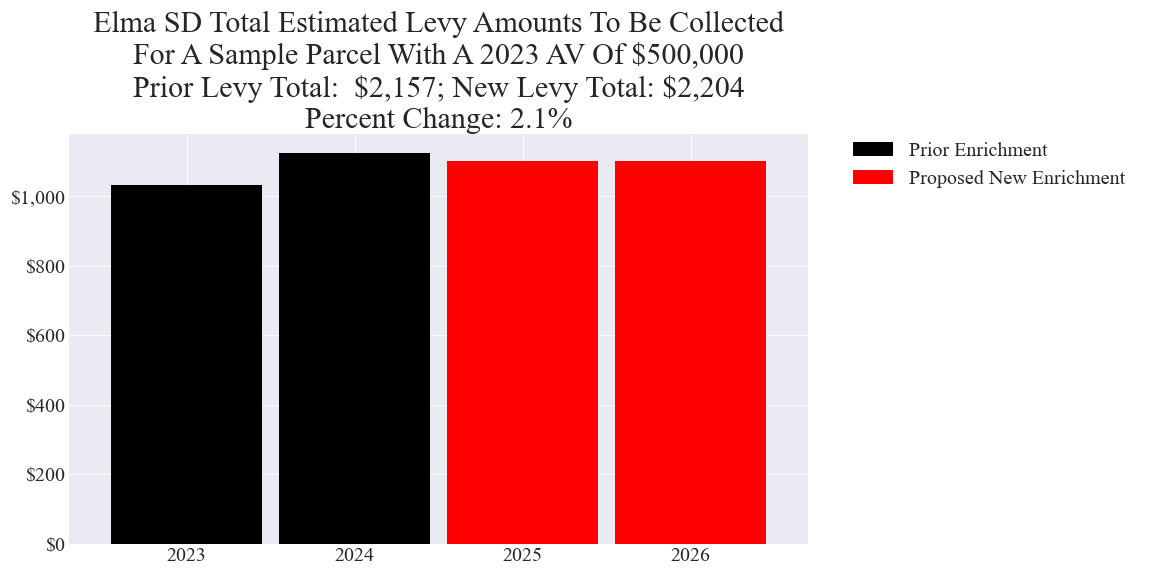 Elma SD Total Estimated Levy Amounts To Be Collected
For A Sample Parcel With A 2023 AV Of $500,000
Prior Levy Total:  $2,157; New Levy Total: $2,204
Percent Change: 2.1%
Prior Enrichment
Proposed New Enrichment
$1,000
$800
$600
$400
$200
$0
2023 2024 2025 2026